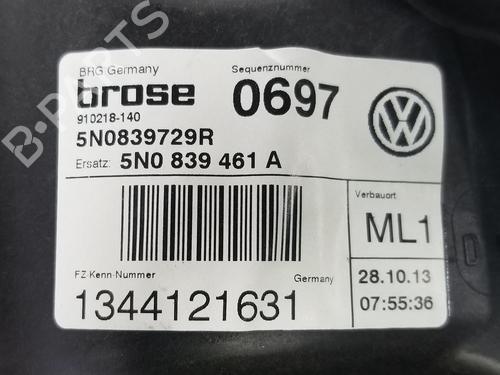 BRG Germany
Sequenznummer
brose
0697
910218-140
5N0839729R
Ersatz: 5N0 839 461 A
Verbauort
ML1
FZ-Kenn-Nummer
Germany
28.10.13
1344121631
07:55:36
B-PARTS